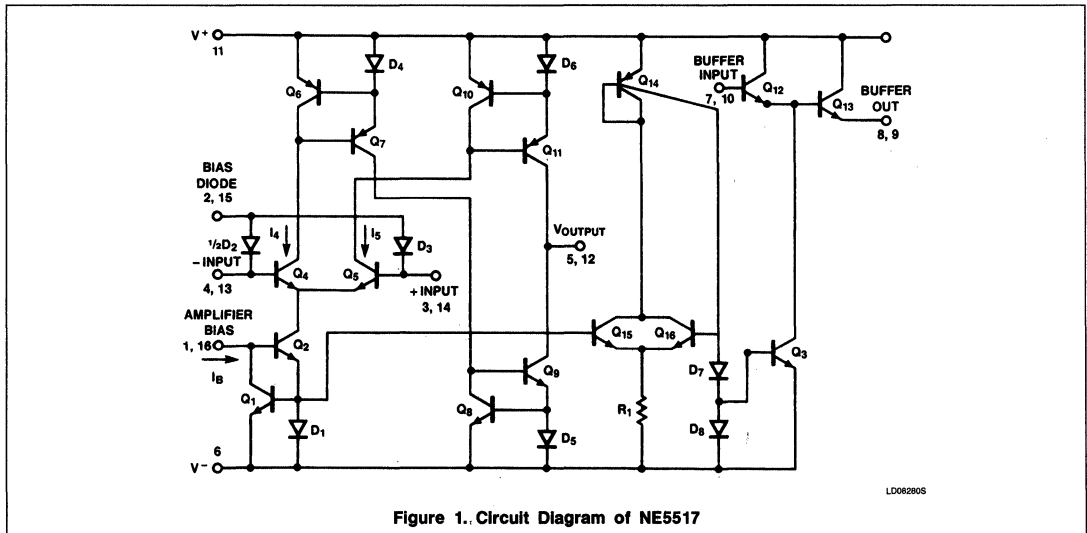 V+
11
D4
D6
Q14
BUFFER
INPUT
Q12
7, 10
Q13
BUFFER
OUT
8, 9
Q6
Q10
Q7
Q11
BIAS
DIODE
2, 15
I4
I5
½D2
D3
VOUTPUT
5, 12
–INPUT
4, 13
Q4
Q5
+INPUT
3, 14
AMPLIFIER
BIAS
1, 16
IB
Q2
Q15
Q16
Q3
D7
Q1
D1
Q9
Q8
D5
R1
D8
6
V–
LD08280S
Figure 1. Circuit Diagram of NE5517